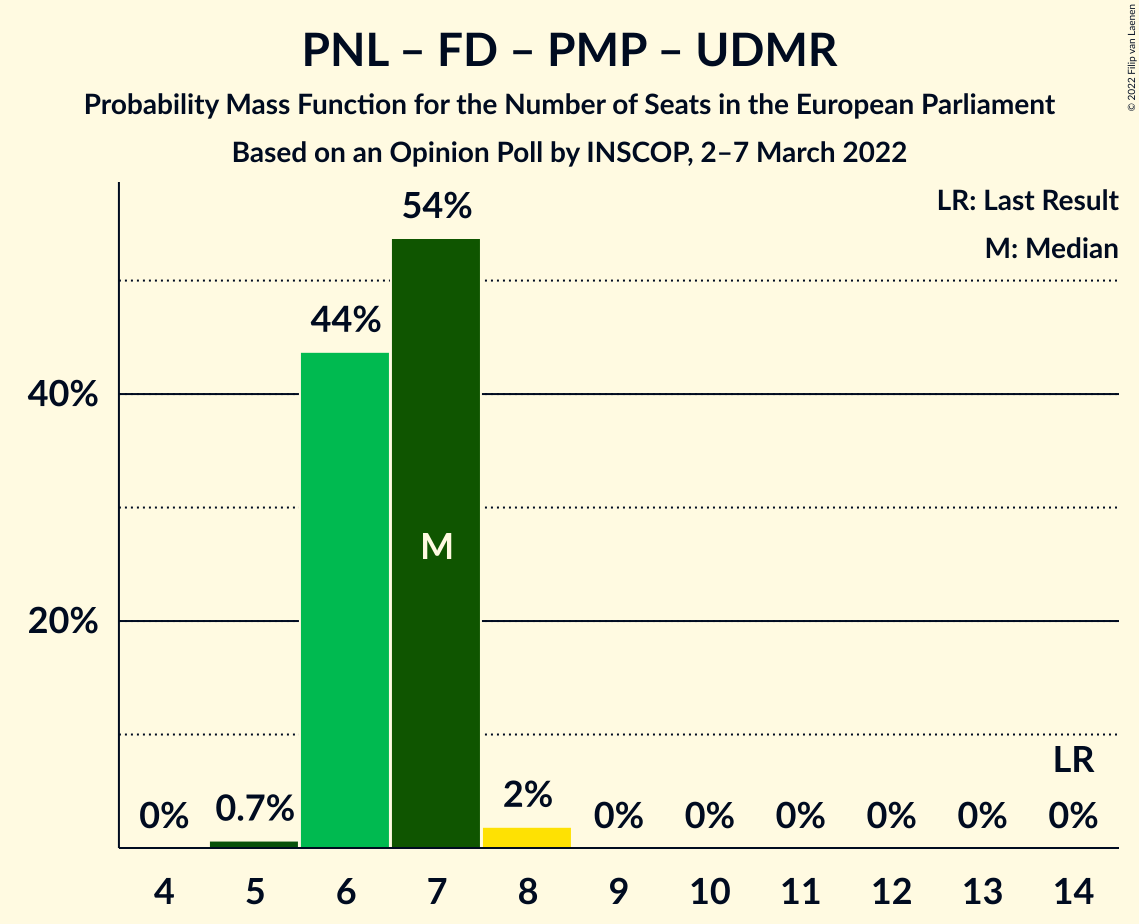 PNL – FD – PMP – UDMR
Probability Mass Function for the Number of Seats in the European Parliament
Based on an Opinion Poll by INSCOP, 2–7 March 2022
© 2022 Filip van Laenen
LR: Last Result
M: Median
54%
44%
40%
M
20%
LR
0% 0.7% 2% 0% 0% 0% 0% 0% 0%
4 5 6 7 8 9 10 11 12 13 14